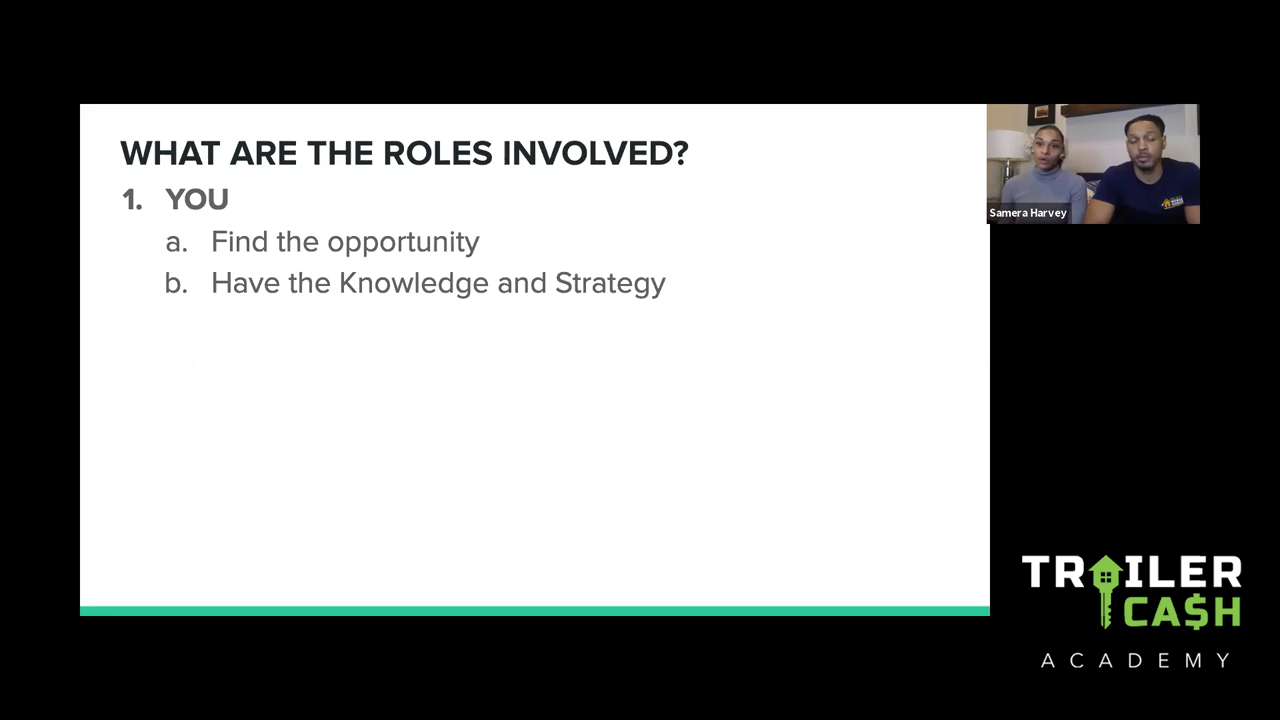 WHAT ARE THE ROLES INVOLVED?
1. YOU
a. Find the opportunity
b. Have the Knowledge and Strategy
Samera Harvey
TRAILER
CA$H
ACADEMY